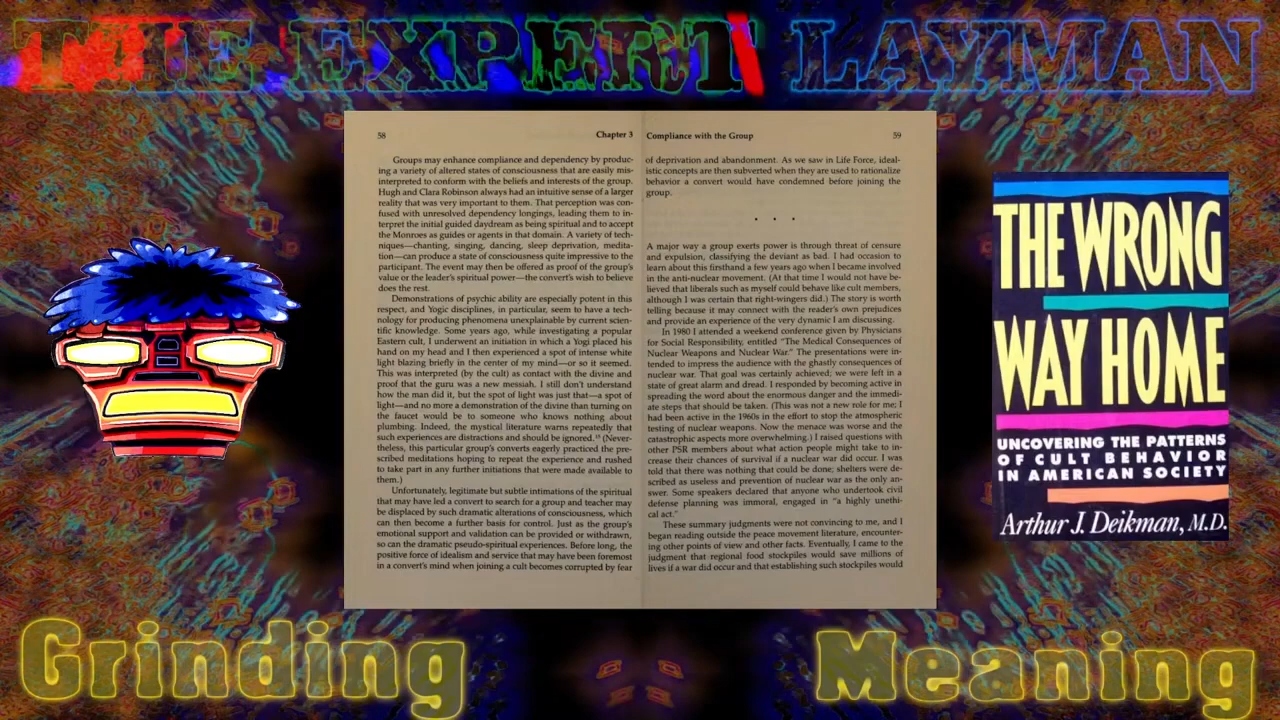 THE EXPERT LAYMAN
58
Chapter 3
Groups may enhance compliance and dependency by produc-
ing a variety of altered states of consciousness that are easily mis-
interpreted to conform with the beliefs and interests of the group.
Hugh and Clara Robinson always had an intuitive sense of a larger
reality that was very important to them. That perception was con-
fused with unresolved dependency longings, leading them to in-
terpret the initial guided daydream as being spiritual and to accept
the Monroes as guides or agents in that domain. A variety of tech-
niques—chanting, singing, dancing, sleep deprivation, medita-
tion—can produce a state of consciousness quite impressive to the
participant. The event may then be offered as proof of the group's
value or the leader's spiritual power—the convert's wish to believe
does the rest.
Demonstrations of psychic ability are especially potent in this
respect, and Yogic disciplines, in particular, seem to have a tech-
nology for producing phenomena unexplainable by current scien-
tific knowledge. Some years ago, while investigating a popular
Eastern cult, I underwent an initiation in which a Yogi placed his
hand on my head and I then experienced a spot of intense white
light blazing briefly in the center of my mind—or so it seemed.
This was interpreted (by the cult) as contact with the divine and
proof that the guru was a new messiah. I still don't understand
how the man did it, but the spot of light was just that—a spot of
light—and no more a demonstration of the divine than turning on
the faucet would be to someone who knows nothing about
plumbing. Indeed, the mystical literature warns repeatedly that
such experiences are distractions and should be ignored.¹⁵ (Never-
theless, this particular group's converts eagerly practiced the pre-
scribed meditations hoping to repeat the experience and rushed
to take part in any further initiations that were made available to
them.)
Unfortunately, legitimate but subtle intimations of the spiritual
that may have led a convert to search for a group and teacher may
be displaced by such dramatic alterations of consciousness, which
can then become a further basis for control. Just as the group's
emotional support and validation can be provided or withdrawn,
so can the dramatic pseudo-spiritual experiences. Before long, the
positive force of idealism and service that may have been foremost
in a convert's mind when joining a cult becomes corrupted by fear
Compliance with the Group
59
of deprivation and abandonment. As we saw in Life Force, ideal-
istic concepts are then subverted when they are used to rationalize
behavior a convert would have condemned before joining the
group.
. . .
A major way a group exerts power is through threat of censure
and expulsion, classifying the deviant as bad. I had occasion to
learn about this firsthand a few years ago when I became involved
in the anti-nuclear movement. (At that time I would not have be-
lieved that liberals such as myself could behave like cult members,
although I was certain that right-wingers did.) The story is worth
telling because it may connect with the reader's own prejudices
and provide an experience of the very dynamic I am discussing.
In 1980 I attended a weekend conference given by Physicians
for Social Responsibility, entitled "The Medical Consequences of
Nuclear Weapons and Nuclear War." The presentations were in-
tended to impress the audience with the ghastly consequences of
nuclear war. That goal was certainly achieved; we were left in a
state of great alarm and dread. I responded by becoming active in
spreading the word about the enormous danger and the immedi-
ate steps that should be taken. (This was not a new role for me; I
had been active in the 1960s in the effort to stop the atmospheric
testing of nuclear weapons. Now the menace was worse and the
catastrophic aspects more overwhelming.) I raised questions with
other PSR members about what action people might take to in-
crease their chances of survival if a nuclear war did occur. I was
told that there was nothing that could be done; shelters were de-
scribed as useless and prevention of nuclear war as the only an-
swer. Some speakers declared that anyone who undertook civil
defense planning was immoral, engaged in "a highly unethi-
cal act."
These summary judgments were not convincing to me, and I
began reading outside the peace movement literature, encounter-
ing other points of view and other facts. Eventually, I came to the
judgment that regional food stockpiles would save millions of
lives if a war did occur and that establishing such stockpiles would
THE WRONG
WAY HOME
UNCOVERING THE PATTERNS
OF CULT BEHAVIOR
IN AMERICAN SOCIETY
Arthur J. Deikman, M.D.
Grinding
Meaning